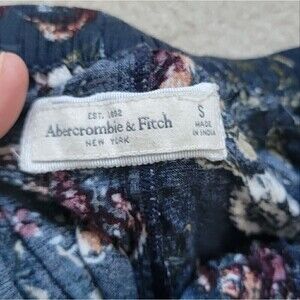 EST. 1892
Abercrombie & Fitch
NEW YORK
S
MADE
IN INDIA